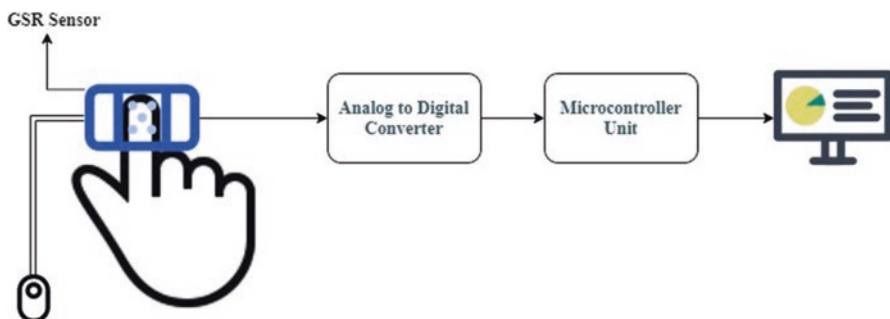 GSR Sensor
Analog to Digital
Converter
Microcontroller
Unit